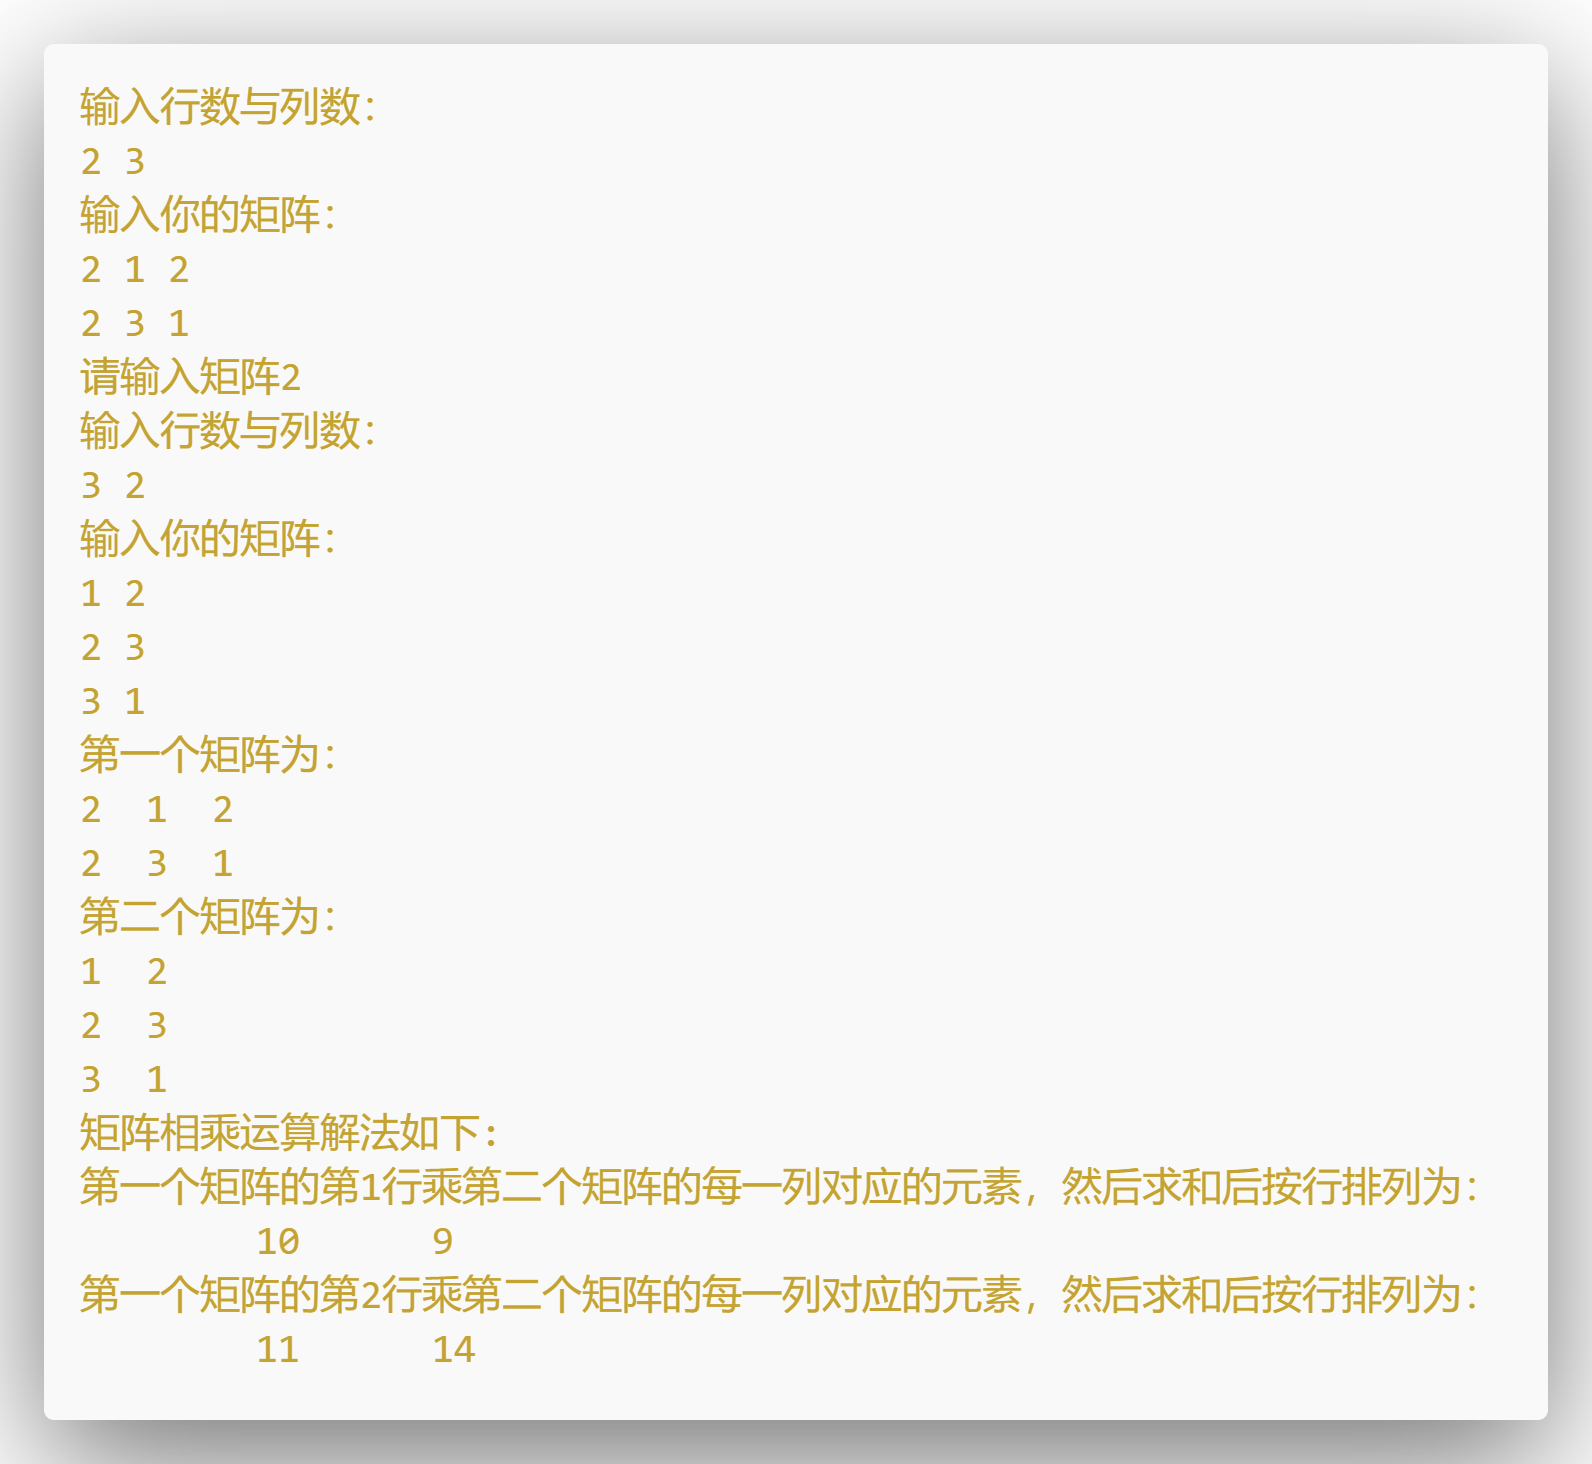 输入行数与列数：
2 3
输入你的矩阵：
2 1 2
2 3 1
请输入矩阵2
输入行数与列数：
3 2
输入你的矩阵：
1 2
2 3
3 1
第一个矩阵为：
2  1  2
2  3  1
第二个矩阵为：
1  2
2  3
3  1
矩阵相乘运算解法如下:
第一个矩阵的第1行乘第二个矩阵的每一列对应的元素，然后求和后按行排列为：
        10      9
第一个矩阵的第2行乘第二个矩阵的每一列对应的元素，然后求和后按行排列为：
        11      14